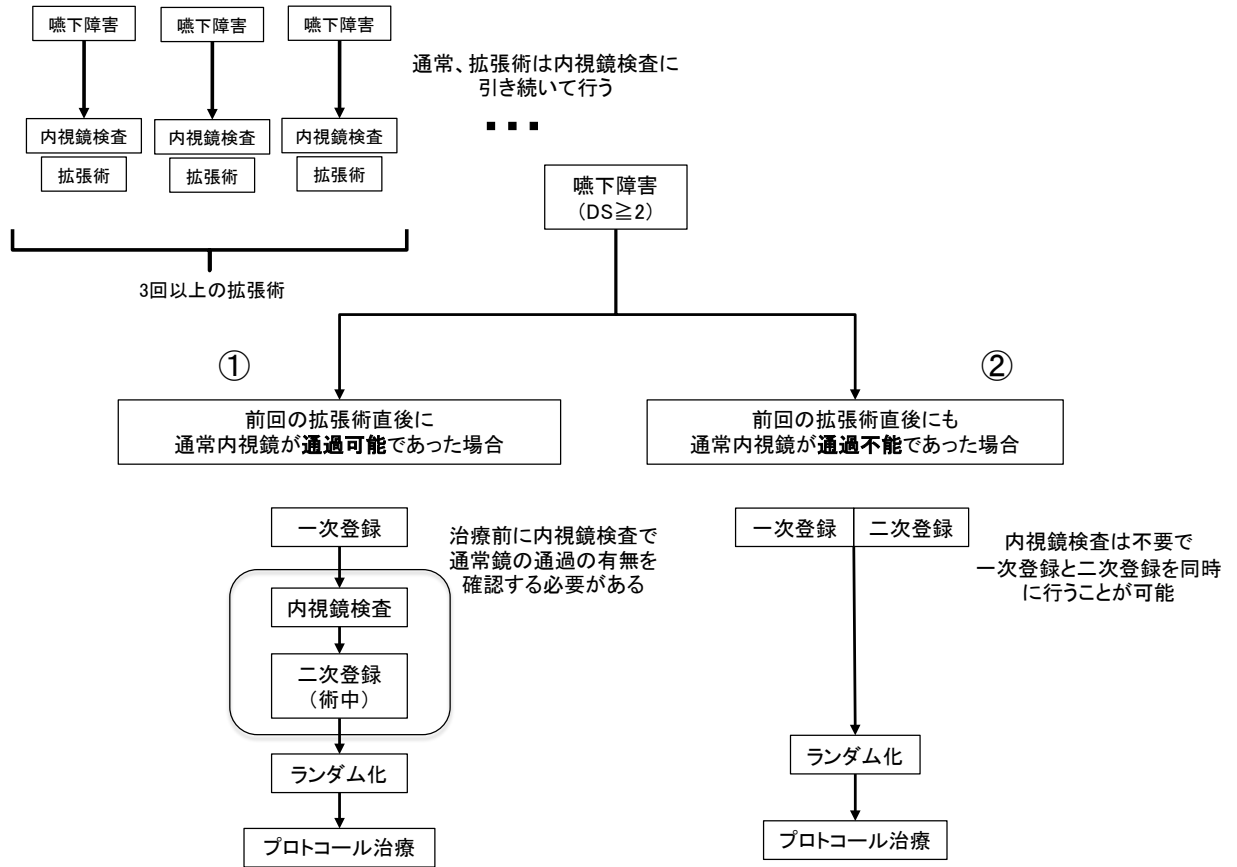 嚥下障害
嚥下障害
嚥下障害
内視鏡検査
内視鏡検査
内視鏡検査
拡張術
拡張術
拡張術
3回以上の拡張術
通常、拡張術は内視鏡検査に
引き続いて行う
・・・
嚥下障害
(DS≧2)
①
前回の拡張術直後に
通常内視鏡が通過可能であった場合
②
前回の拡張術直後にも
通常内視鏡が通過不能であった場合
一次登録
治療前に内視鏡検査で
通常鏡の通過の有無を
確認する必要がある
内視鏡検査
二次登録
(術中)
ランダム化
プロトコール治療
一次登録
二次登録
内視鏡検査は不要で
一次登録と二次登録を同時
に行うことが可能
ランダム化
プロトコール治療